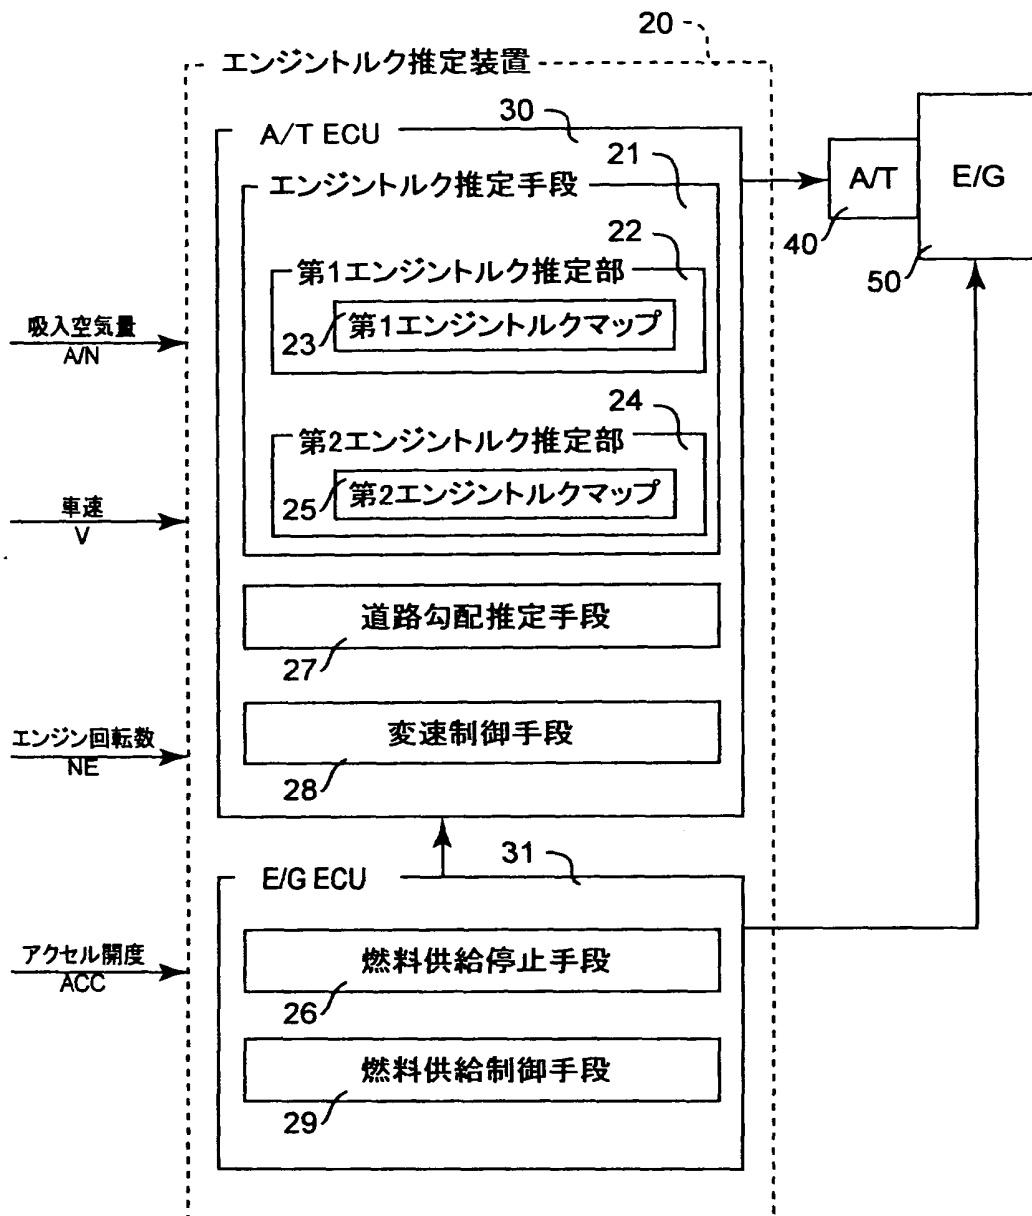 20
エンジントルク推定装置
30
A/T ECU
21
エンジントルク推定手段
A/T
E/G
40
50
22
第1エンジントルク推定部
23
第1エンジントルクマップ
吸入空気量
A/N
24
第2エンジントルク推定部
25
第2エンジントルクマップ
車速
V
道路勾配推定手段
27
エンジン回転数
NE
変速制御手段
28
31
E/G ECU
アクセル開度
ACC
燃料供給停止手段
26
燃料供給制御手段
29